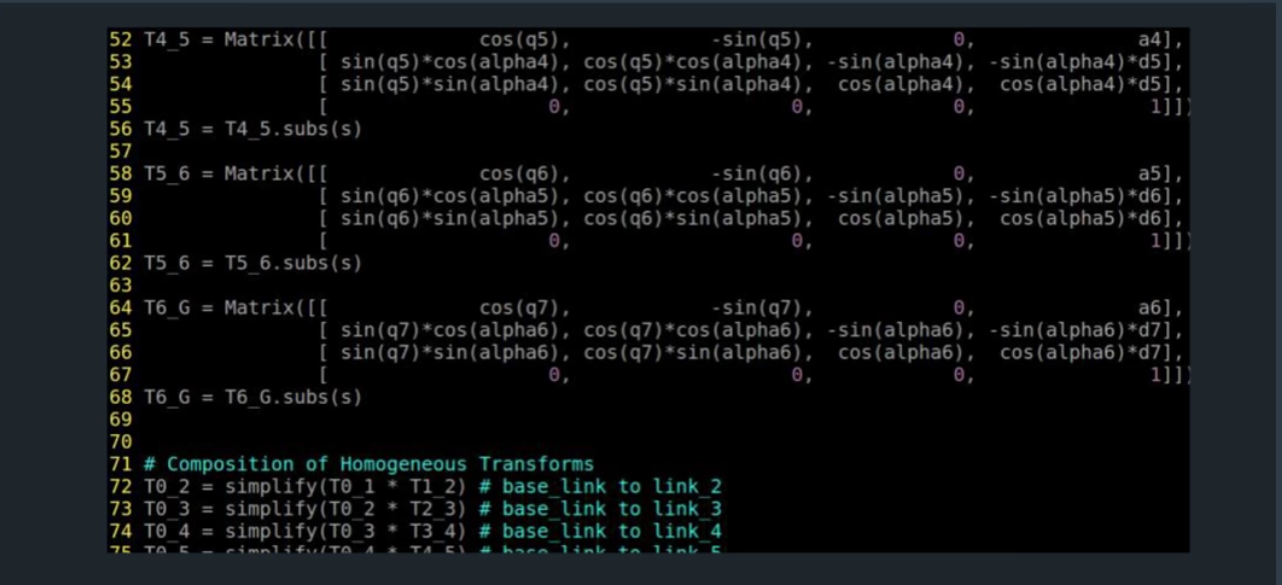 52 T4_5 = Matrix([[             cos(q5),            -sin(q5),            0,              a4],
53                [ sin(q5)*cos(alpha4), cos(q5)*cos(alpha4), -sin(alpha4), -sin(alpha4)*d5],
54                [ sin(q5)*sin(alpha4), cos(q5)*sin(alpha4),  cos(alpha4),  cos(alpha4)*d5],
55                [                   0,                   0,            0,               1]])
56 T4_5 = T4_5.subs(s)
57
58 T5_6 = Matrix([[             cos(q6),            -sin(q6),            0,              a5],
59                [ sin(q6)*cos(alpha5), cos(q6)*cos(alpha5), -sin(alpha5), -sin(alpha5)*d6],
60                [ sin(q6)*sin(alpha5), cos(q6)*sin(alpha5),  cos(alpha5),  cos(alpha5)*d6],
61                [                   0,                   0,            0,               1]])
62 T5_6 = T5_6.subs(s)
63
64 T6_G = Matrix([[             cos(q7),            -sin(q7),            0,              a6],
65                [ sin(q7)*cos(alpha6), cos(q7)*cos(alpha6), -sin(alpha6), -sin(alpha6)*d7],
66                [ sin(q7)*sin(alpha6), cos(q7)*sin(alpha6),  cos(alpha6),  cos(alpha6)*d7],
67                [                   0,                   0,            0,               1]])
68 T6_G = T6_G.subs(s)
69
70
71 # Composition of Homogeneous Transforms
72 T0_2 = simplify(T0_1 * T1_2) # base_link to link_2
73 T0_3 = simplify(T0_2 * T2_3) # base_link to link_3
74 T0_4 = simplify(T0_3 * T3_4) # base_link to link_4
75 T0_5 = simplify(T0_4 * T4_5) # base_link to link_5